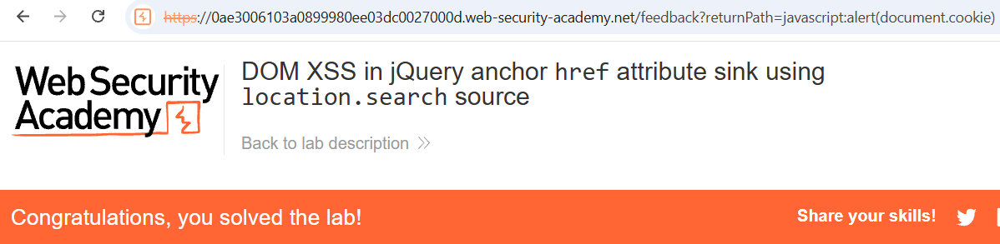 https://0ae3006103a0899980ee03dc0027000d.web-security-academy.net/feedback?returnPath=javascript:alert(document.cookie)
Web Security
Academy
DOM XSS in jQuery anchor href attribute sink using
location.search source
Back to lab description
Congratulations, you solved the lab!
Share your skills!